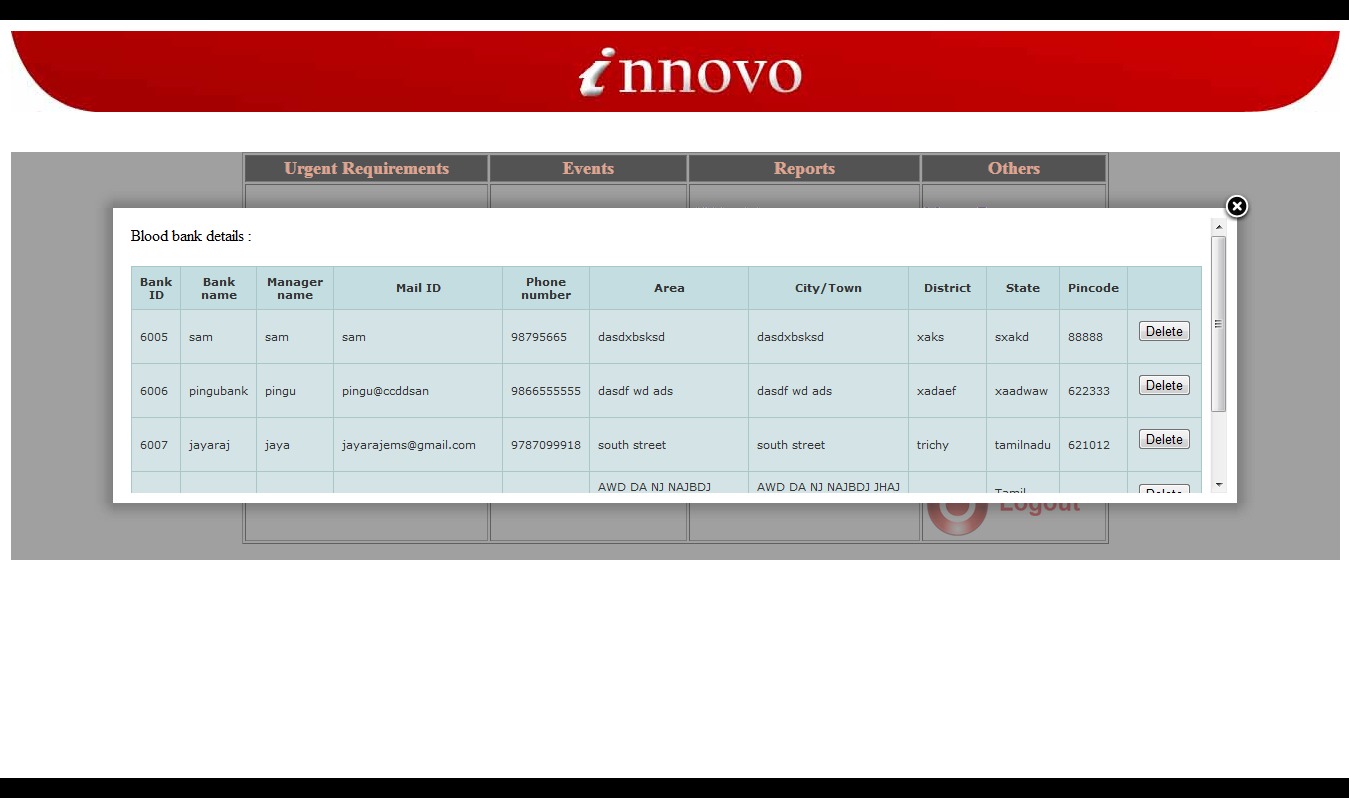 innovo
Urgent Requirements Events Reports Others
Blood bank details :
Bank ID Bank name Manager name Mail ID Phone number Area City/Town District State Pincode
6005 sam sam sam 98795665 dasdxbsksd dasdxbsksd xaks sxakd 88888 Delete
6006 pingubank pingu pingu@ccddsan 9866555555 dasdf wd ads dasdf wd ads xadaef xaadwaw 622333 Delete
6007 jayaraj jaya jayarajems@gmail.com 9787099918 south street south street trichy tamilnadu 621012 Delete
AWD DA NJ NAJBDJ AWD DA NJ NAJBDJ JHAJ Tamil Delete
Logout